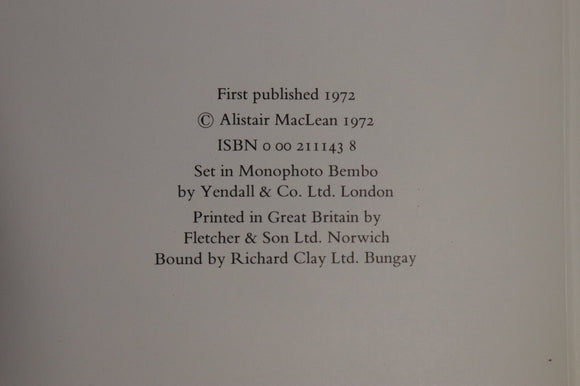 First published 1972
© Alistair MacLean 1972
ISBN 0 00 211143 8
Set in Monophoto Bembo
by Yendall & Co. Ltd. London
Printed in Great Britain by
Fletcher & Son Ltd. Norwich
Bound by Richard Clay Ltd. Bungay